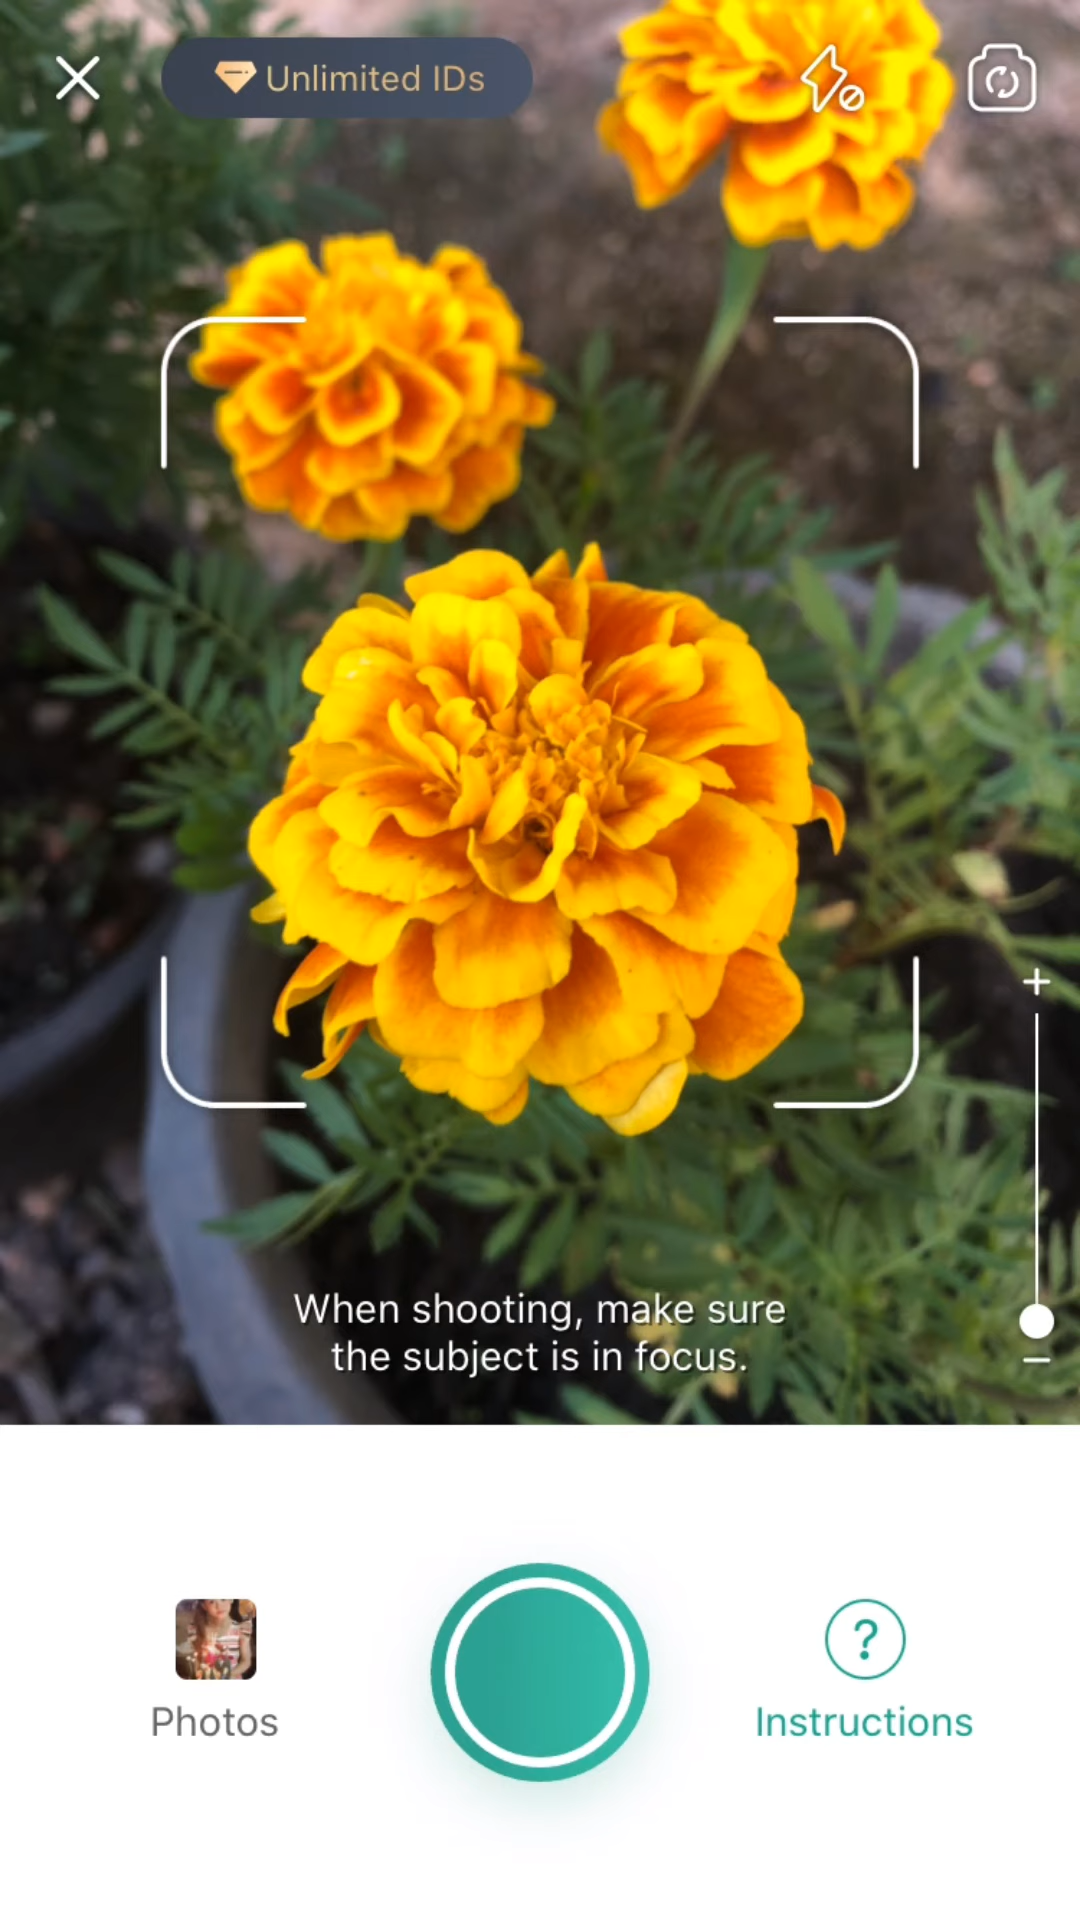 Unlimited IDs
When shooting, make sure
the subject is in focus.
Photos
?
Instructions